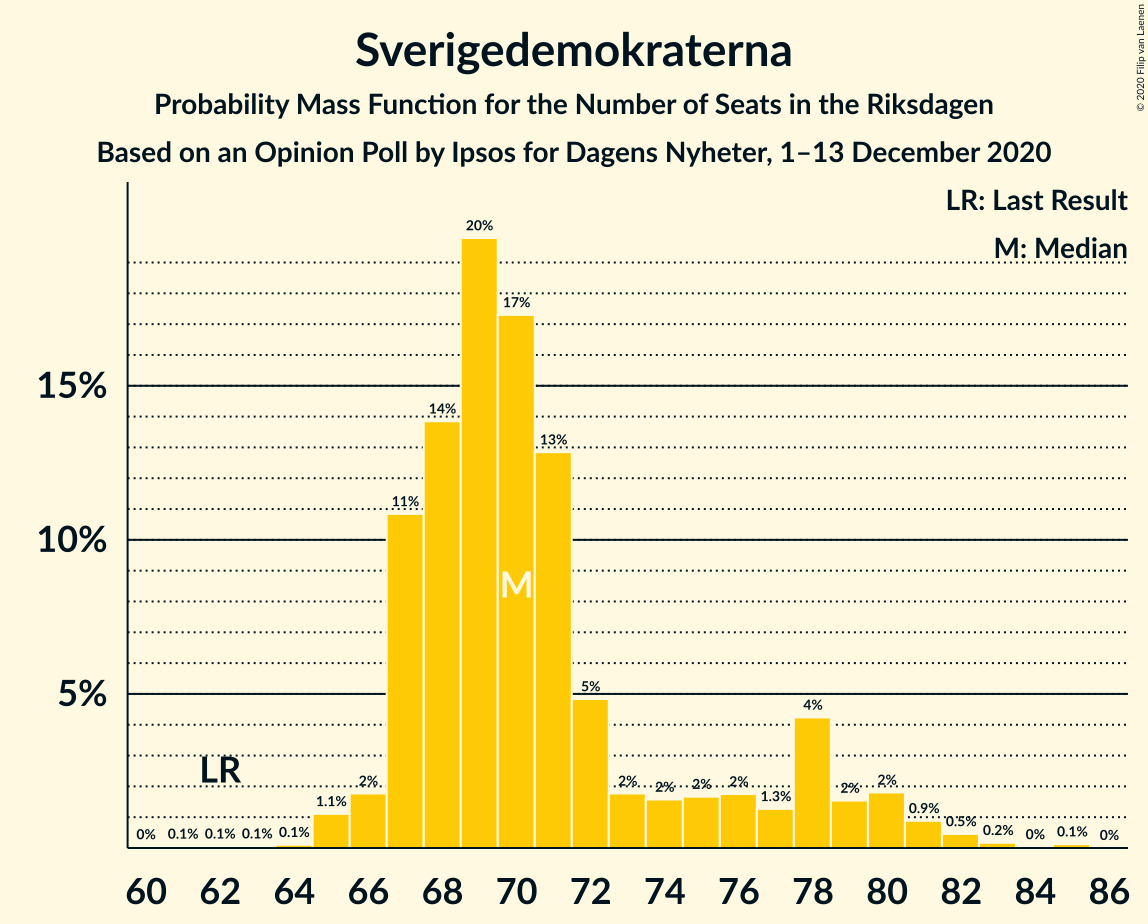 Sverigedemokraterna
Probability Mass Function for the Number of Seats in the Riksdagen
Based on an Opinion Poll by Ipsos for Dagens Nyheter, 1–13 December 2020
© 2020 Filip van Laenen
LR: Last Result
M: Median
15%
10%
5%
0% 0.1% 0.1% 0.1% 0.1% 1.1% 2% 11% 14% 20% 17% 13% 5% 2% 2% 2% 2% 1.3% 4% 2% 2% 0.9% 0.5% 0.2% 0% 0.1% 0%
LR
M
60 62 64 66 68 70 72 74 76 78 80 82 84 86